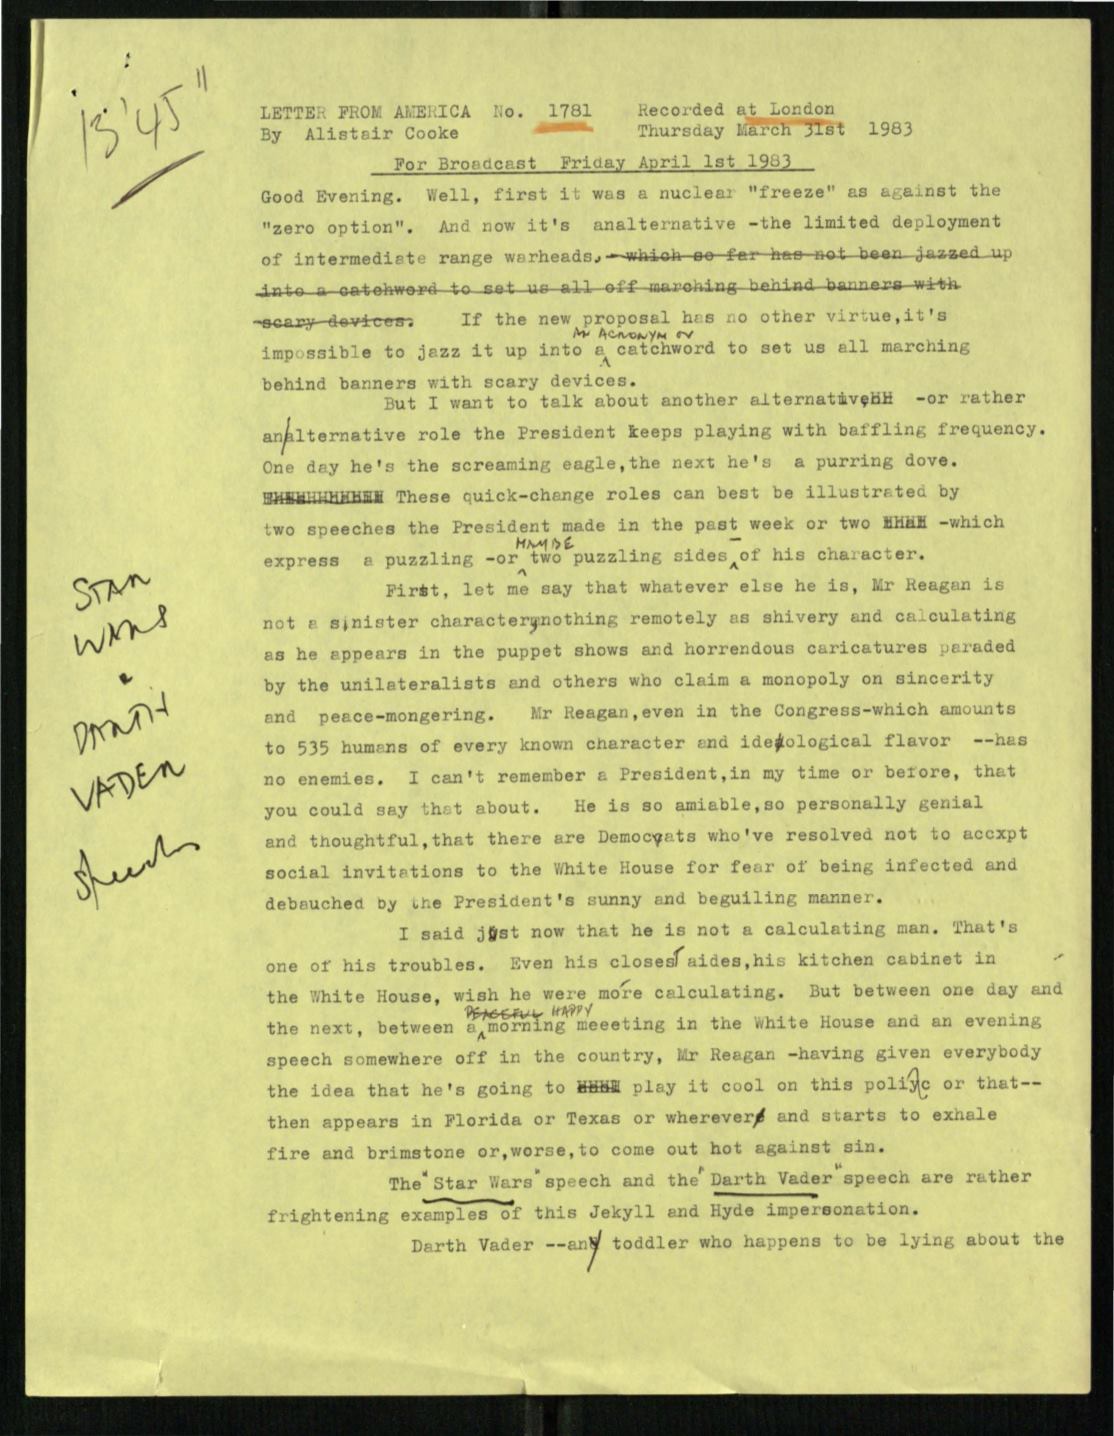 13'45"
LETTER FROM AMERICA No. 1781 Recorded at London
By Alistair Cooke Thursday March 31st 1983
For Broadcast Friday April 1st 1983
Good Evening. Well, first it was a nuclear "freeze" as against the
"zero option". And now it's analternative -the limited deployment
of intermediate range warheads. - which so far has not been jazzed up
into a catchword to set us all off marching behind banners with
scary devices. If the new proposal has no other virtue,it's
AN ACRONYM OR
impossible to jazz it up into a catchword to set us all marching
behind banners with scary devices.
But I want to talk about another alternative -or rather
an/alternative role the President keeps playing with baffling frequency.
One day he's the screaming eagle,the next he's a purring dove.
These quick-change roles can best be illustrated by
two speeches the President made in the past week or two -which
MAYBE
express a puzzling -or two puzzling sides of his character.
First, let me say that whatever else he is, Mr Reagan is
not a sinister character,nothing remotely as shivery and calculating
as he appears in the puppet shows and horrendous caricatures paraded
by the unilateralists and others who claim a monopoly on sincerity
and peace-mongering. Mr Reagan,even in the Congress-which amounts
to 535 humans of every known character and ideological flavor --has
no enemies. I can't remember a President,in my time or before, that
you could say that about. He is so amiable,so personally genial
and thoughtful,that there are Democrats who've resolved not to accxpt
social invitations to the White House for fear of being infected and
debauched by the President's sunny and beguiling manner.
STAR
WARS
&
DARTH
VADER
Speeches
I said just now that he is not a calculating man. That's
one of his troubles. Even his closest aides,his kitchen cabinet in
the White House, wish he were more calculating. But between one day and
PEACEFUL HAPPY
the next, between a morning meeeting in the White House and an evening
speech somewhere off in the country, Mr Reagan -having given everybody
the idea that he's going to play it cool on this poliyc or that--
then appears in Florida or Texas or wherever and starts to exhale
fire and brimstone or,worse,to come out hot against sin.
The "Star Wars" speech and the "Darth Vader" speech are rather
frightening examples of this Jekyll and Hyde impersonation.
Darth Vader --any toddler who happens to be lying about the